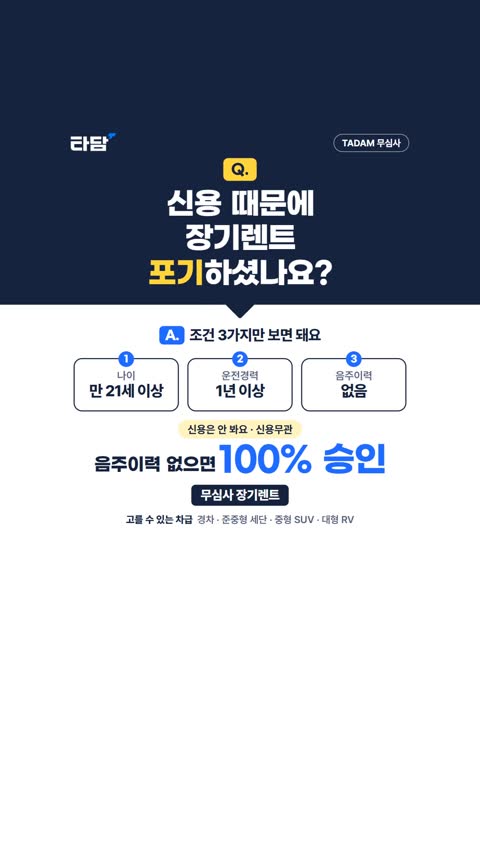 타담
TADAM 무심사
Q.
신용 때문에
장기렌트
포기하셨나요?
A. 조건 3가지만 보면 돼요
1
나이
만 21세 이상
2
운전경력
1년 이상
3
음주이력
없음
신용은 안 봐요 · 신용무관
음주이력 없으면 100% 승인
무심사 장기렌트
고를 수 있는 차급 경차 · 준중형 세단 · 중형 SUV · 대형 RV